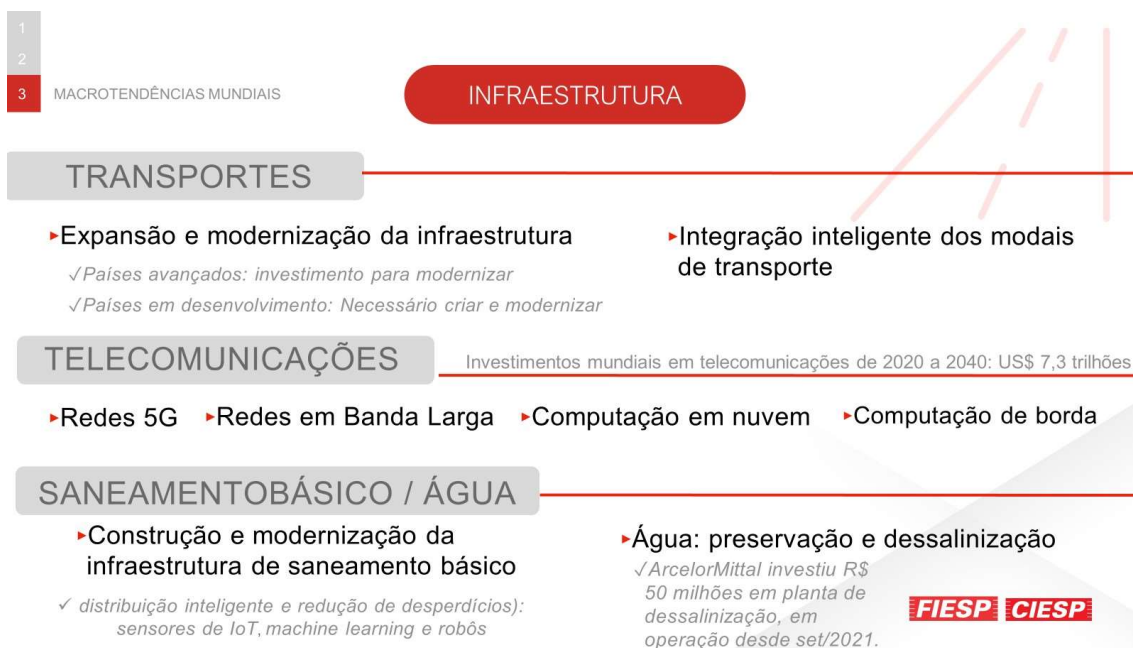 1
2
3
MACROTENDÊNCIAS MUNDIAIS
INFRAESTRUTURA
TRANSPORTES
▸Expansão e modernização da infraestrutura
✓Países avançados: investimento para modernizar
✓Países em desenvolvimento: Necessário criar e modernizar
▸Integração inteligente dos modais
de transporte
TELECOMUNICAÇÕES
Investimentos mundiais em telecomunicações de 2020 a 2040: US$ 7,3 trilhões
▸Redes 5G ▸Redes em Banda Larga ▸Computação em nuvem ▸Computação de borda
SANEAMENTOBÁSICO / ÁGUA
▸Construção e modernização da
infraestrutura de saneamento básico
✓ distribuição inteligente e redução de desperdícios):
sensores de IoT, machine learning e robôs
▸Água: preservação e dessalinização
✓ArcelorMittal investiu R$
50 milhões em planta de
dessalinização, em
operação desde set/2021.
FIESP CIESP